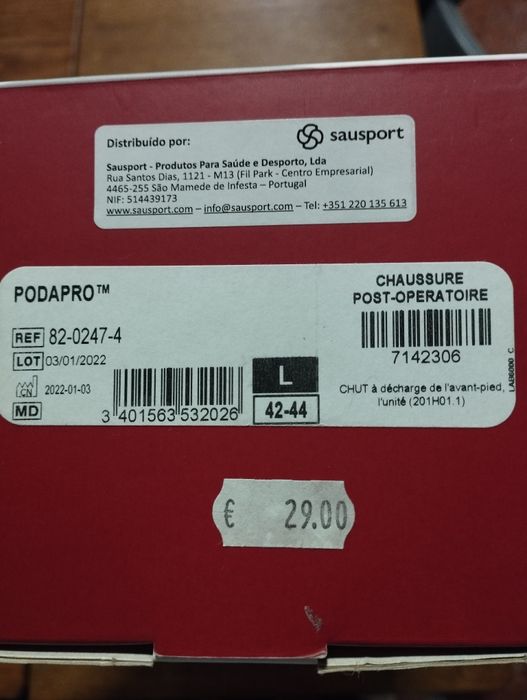 Distribuído por:
sausport
Sausport - Produtos Para Saúde e Desporto, Lda
Rua Santos Dias, 1121 - M13 (Fil Park - Centro Empresarial)
4465-255 São Mamede de Infesta – Portugal
NIF: 514439173
www.sausport.com – info@sausport.com – Tel: +351 220 135 613
PODAPRO™
REF 82-0247-4
LOT 03/01/2022
CN 2022-01-03
MD
3 401563 532026
L
42-44
CHAUSSURE
POST-OPERATOIRE
7142306
CHUT à décharge de l'avant-pied,
l'unité (201H01.1)
LAB6000 C
€ 29.00